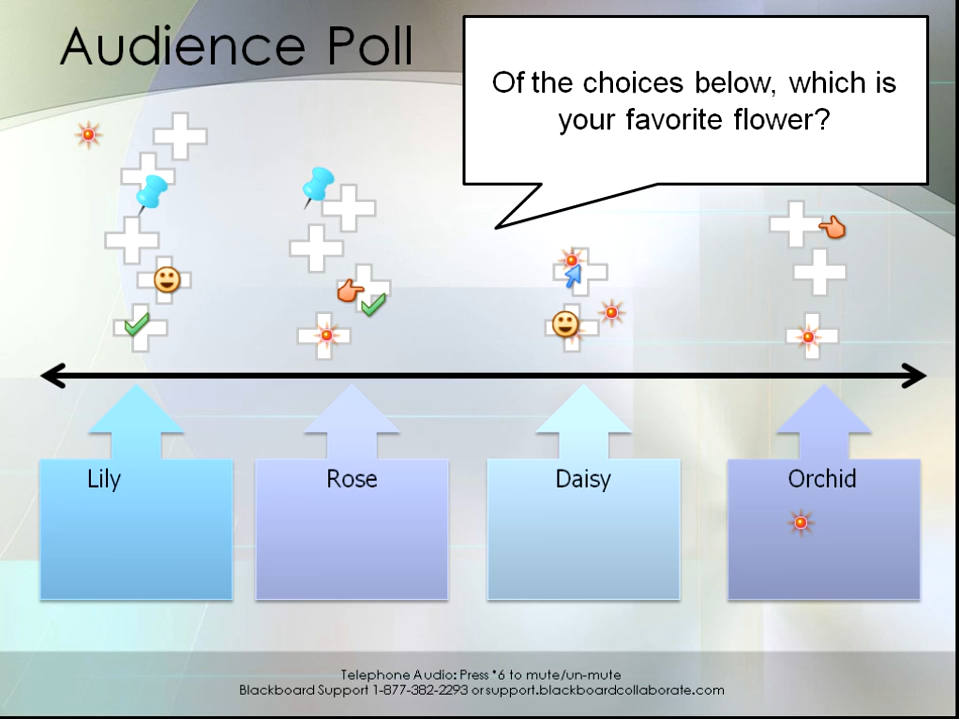 Audience Poll
Of the choices below, which is
your favorite flower?
Lily
Rose
Daisy
Orchid
Telephone Audio: Press *6 to mute/un-mute
Blackboard Support 1-877-382-2293 or support.blackboardcollaborate.com